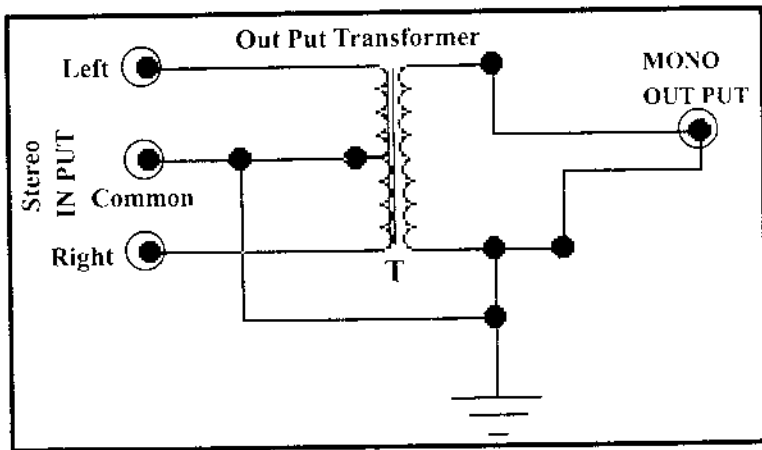 Out Put Transformer
Left
MONO
OUT PUT
Stereo
IN PUT
Common
Right
T